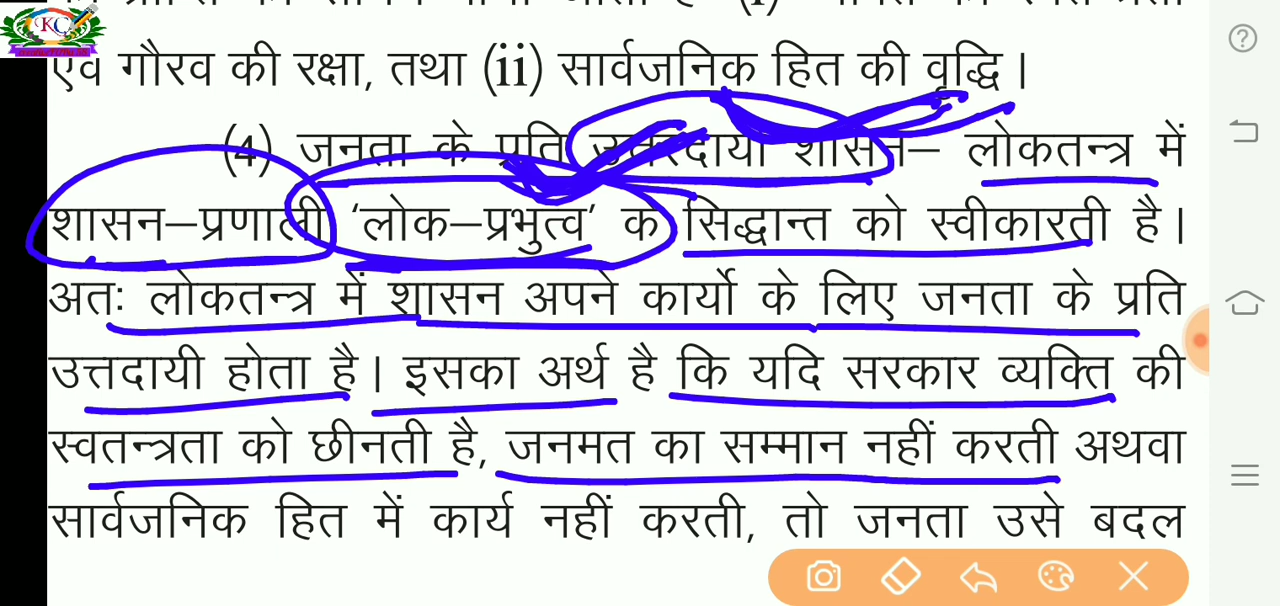 KC
एवं गौरव की रक्षा, तथा (ii) सार्वजनिक हित की वृद्धि।
(4) जनता के प्रति उत्तरदायी शासन– लोकतन्त्र में
शासन–प्रणाली 'लोक–प्रभुत्व' के सिद्धान्त को स्वीकारती है।
अतः लोकतन्त्र में शासन अपने कार्यो के लिए जनता के प्रति
उत्तदायी होता है। इसका अर्थ है कि यदि सरकार व्यक्ति की
स्वतन्त्रता को छीनती है, जनमत का सम्मान नहीं करती अथवा
सार्वजनिक हित में कार्य नहीं करती, तो जनता उसे बदल